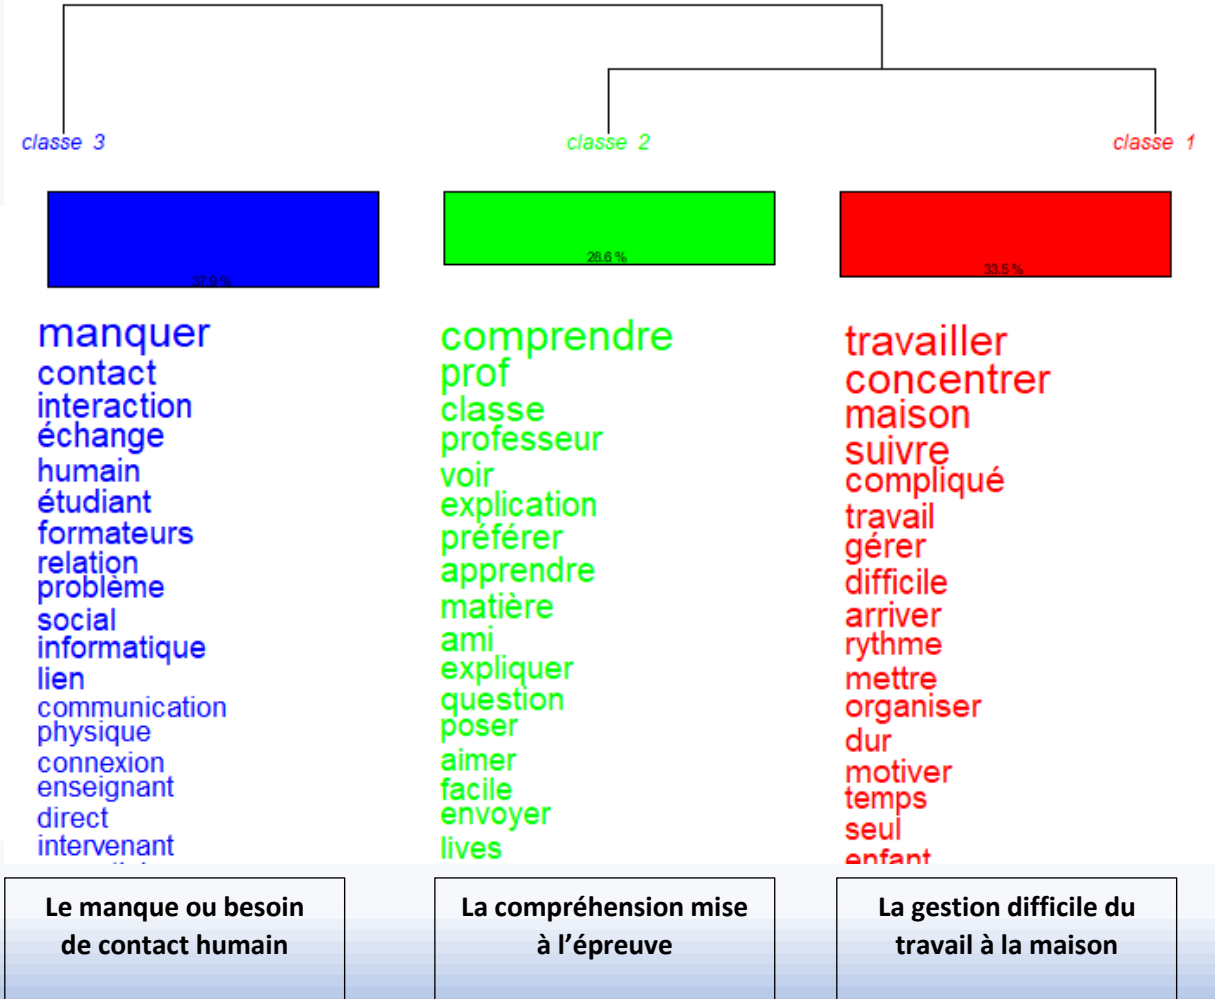 classe 3
classe 2
classe 1
37.9 %
28.6 %
33.5 %
manquer
contact
interaction
échange
humain
étudiant
formateurs
relation
problème
social
informatique
lien
communication
physique
connexion
enseignant
direct
intervenant
comprendre
prof
classe
professeur
voir
explication
préférer
apprendre
matière
ami
expliquer
question
poser
aimer
facile
envoyer
lives
travailler
concentrer
maison
suivre
compliqué
travail
gérer
difficile
arriver
rythme
mettre
organiser
dur
motiver
temps
seul
enfant
Le manque ou besoin
de contact humain
La compréhension mise
à l’épreuve
La gestion difficile du
travail à la maison